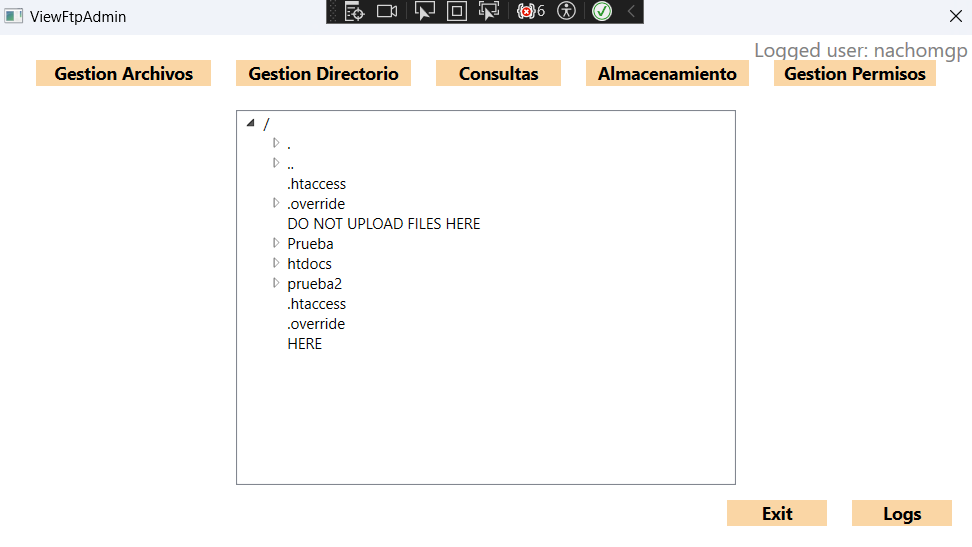 ViewFtpAdmin
6
Logged user: nachomgp
Gestion Archivos
Gestion Directorio
Consultas
Almacenamiento
Gestion Permisos
/
.
..
.htaccess
.override
DO NOT UPLOAD FILES HERE
Prueba
htdocs
prueba2
.htaccess
.override
HERE
Exit
Logs